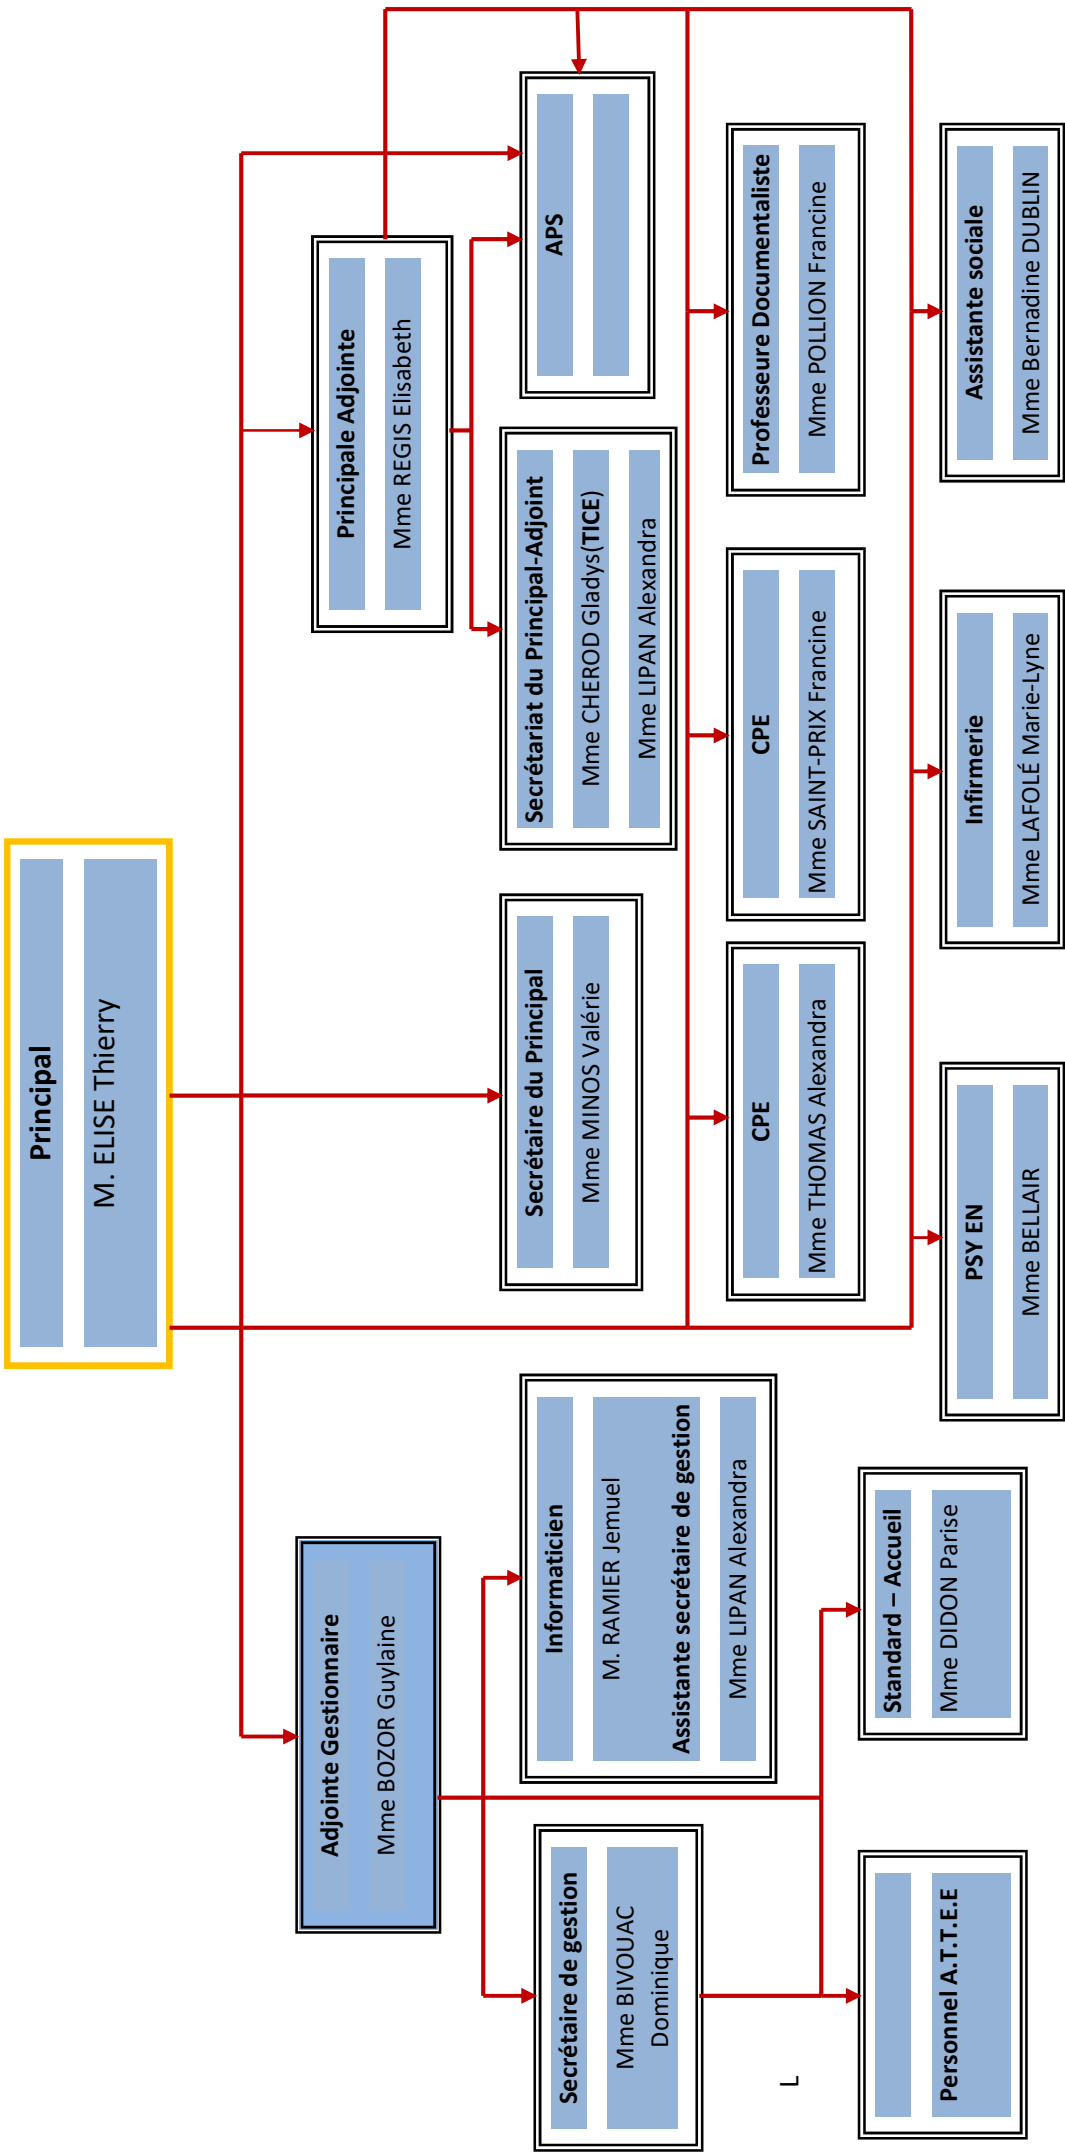 Principal
M. ELISE Thierry
Adjointe Gestionnaire
Mme BOZOR Guylaine
Principale Adjointe
Mme REGIS Elisabeth
Secrétaire de gestion
Mme BIVOUAC
Dominique
Informaticien
M. RAMIER Jemuel
Assistante secrétaire de gestion
Mme LIPAN Alexandra
Secrétaire du Principal
Mme MINOS Valérie
Secrétariat du Principal-Adjoint
Mme CHEROD Gladys(TICE)
Mme LIPAN Alexandra
APS
CPE
Mme THOMAS Alexandra
CPE
Mme SAINT-PRIX Francine
Professeure Documentaliste
Mme POLLION Francine
L
Personnel A.T.T.E.E
Standard – Accueil
Mme DIDON Parise
PSY EN
Mme BELLAIR
Infirmerie
Mme LAFOLÉ Marie-Lyne
Assistante sociale
Mme Bernadine DUBLIN